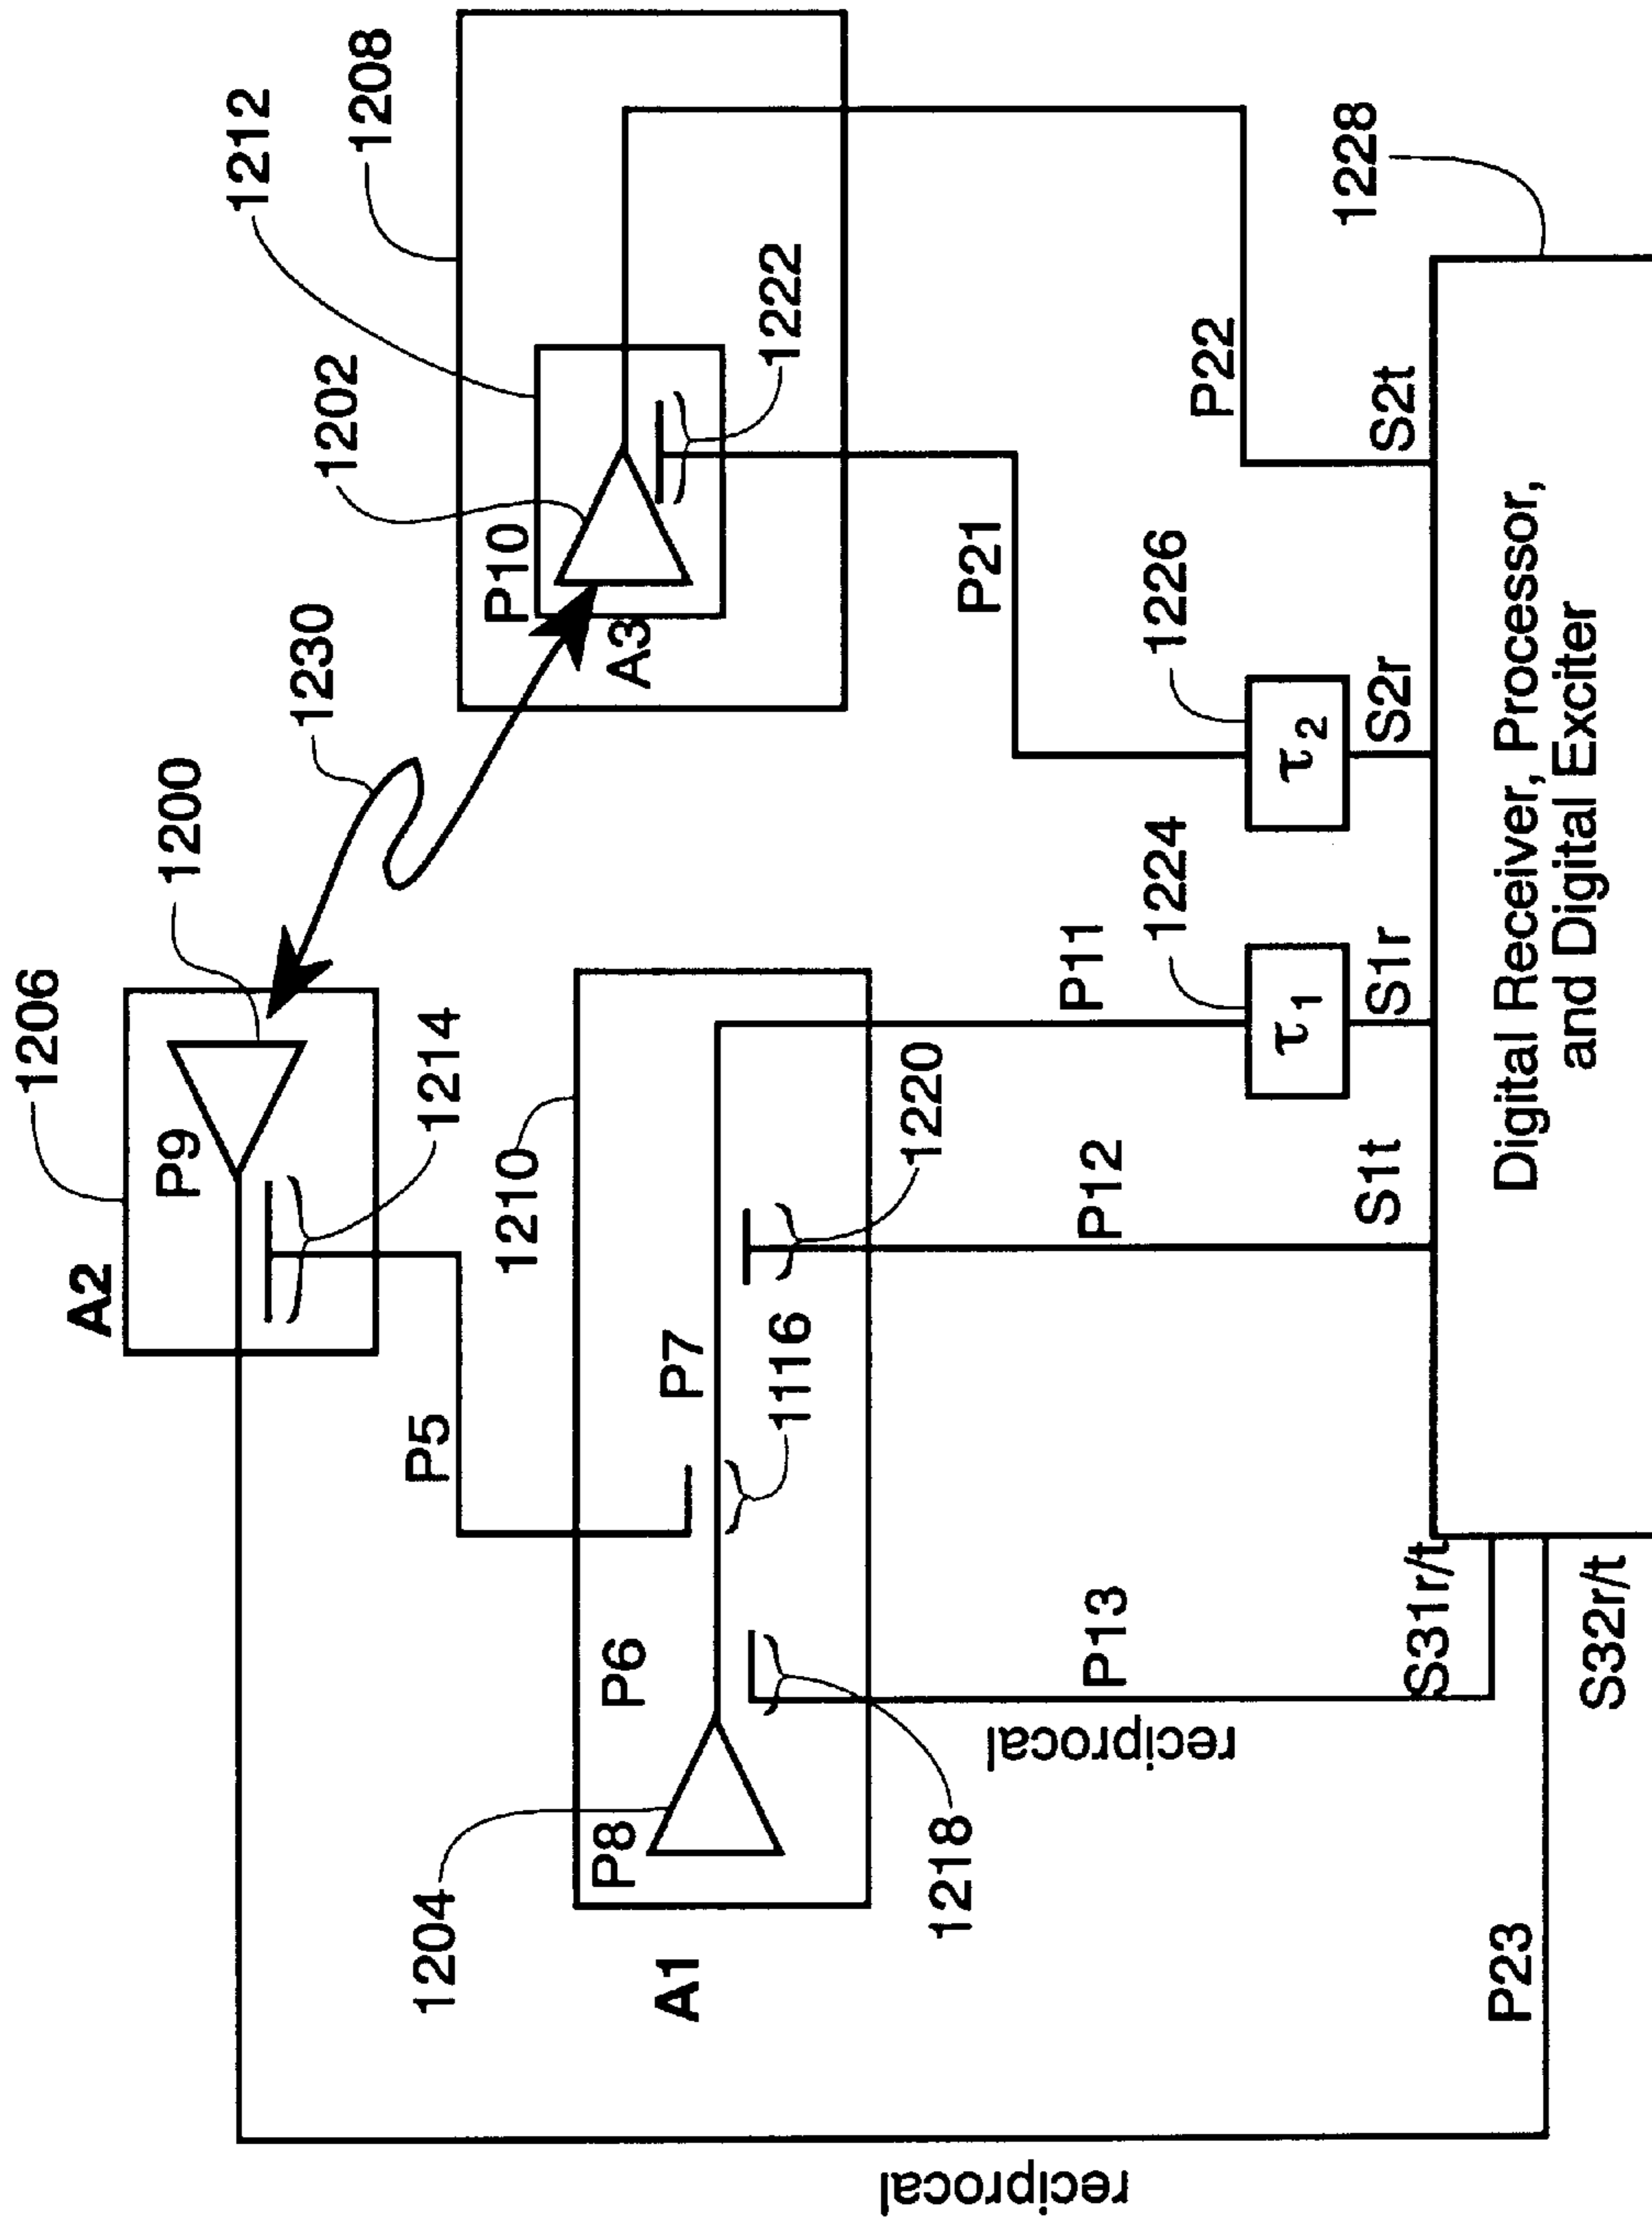 1206
A2
P9
1200
1214
1230
1212
1208
1202
P10
A3
1222
P5
1210
P8
P6
P7
1116
1220
1204
A1
1218
P13
reciprocal
P12
P11
1224
τ1
1226
τ2
P21
P22
1228
S31r/t
S1t
S1r
S2r
S2t
P23
S32r/t
reciprocal
Digital Receiver, Processor,
and Digital Exciter